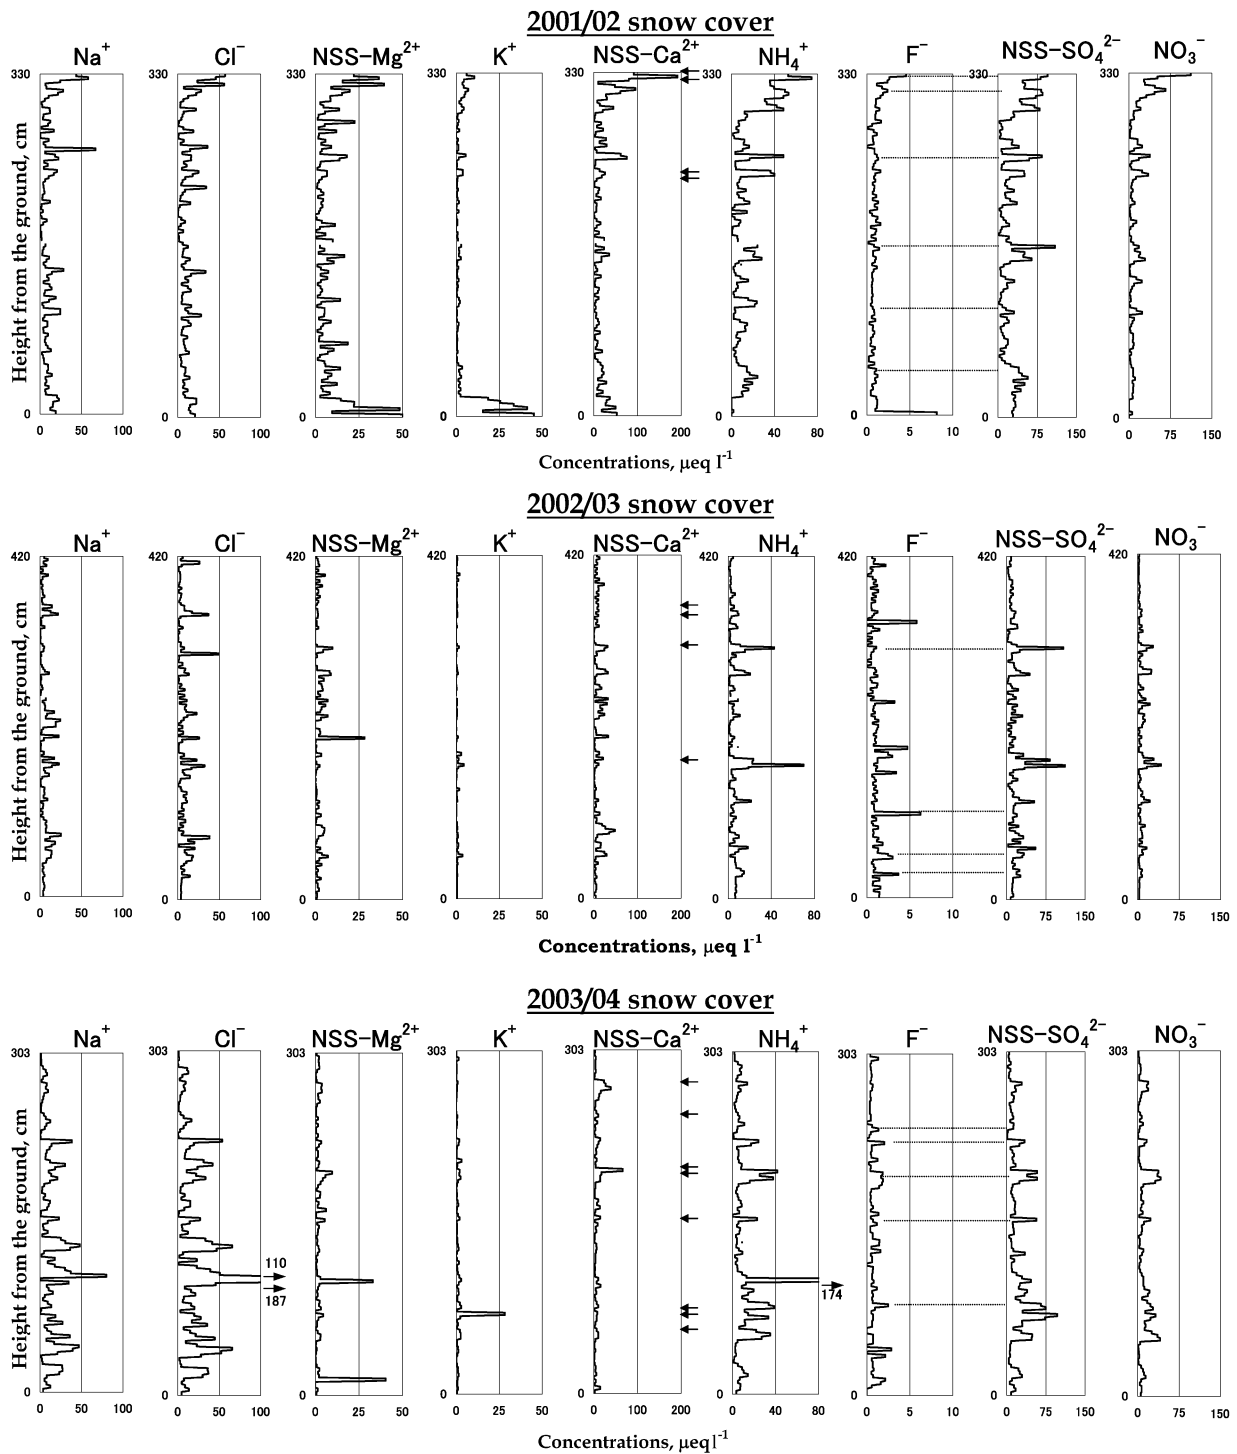 2001/02 snow cover
Na⁺ Cl⁻ NSS-Mg²⁺ K⁺ NSS-Ca²⁺ NH₄⁺ F⁻ NSS-SO₄²⁻ NO₃⁻
330 330 330 330 330 330 330 330 330
Height from the ground, cm
0 0 0 0 0 0 0 0 0
0 50 100 0 50 100 0 25 50 0 25 50 0 100 200 0 40 80 0 5 10 0 75 150 0 75 150
Concentrations, μeq l⁻¹
2002/03 snow cover
Na⁺ Cl⁻ NSS-Mg²⁺ K⁺ NSS-Ca²⁺ NH₄⁺ F⁻ NSS-SO₄²⁻ NO₃⁻
420 420 420 420 420 420 420 420 420
Height from the ground, cm
0 0 0 0 0 0 0 0 0
0 50 100 0 50 100 0 25 50 0 25 50 0 100 200 0 40 80 0 5 10 0 75 150 0 75 150
Concentrations, μeq l⁻¹
2003/04 snow cover
Na⁺ Cl⁻ NSS-Mg²⁺ K⁺ NSS-Ca²⁺ NH₄⁺ F⁻ NSS-SO₄²⁻ NO₃⁻
303 303 303 303 303 303 303 303 303
Height from the ground, cm
110
187
174
0 0 0 0 0 0 0 0 0
0 50 100 0 50 100 0 25 50 0 25 50 0 100 200 0 40 80 0 5 10 0 75 150 0 75 150
Concentrations, μeq l⁻¹